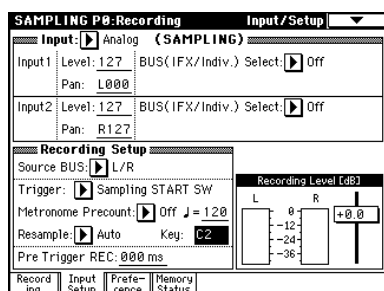 SAMPLING P0:Recording Input/Setup
Input: Analog (SAMPLING)
Input1 Level: 127 BUS(IFX/Indiv.) Select: Off
Pan: L000
Input2 Level: 127 BUS(IFX/Indiv.) Select: Off
Pan: R127
Recording Setup
Source BUS: L/R
Trigger: Sampling START SW
Metronome Precount: Off ♩= 120
Resample: Auto Key: C2
Pre Trigger REC: 000 ms
Recording Level [dB]
L R
0
-12
-24
-36
+0.0
Recording
Input Setup
Prefe-rence
Memory Status